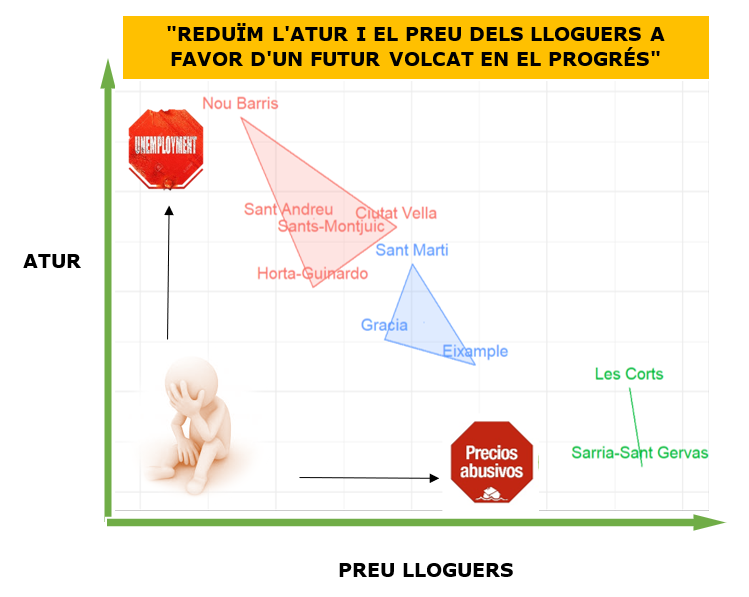 "REDUÏM L'ATUR I EL PREU DELS LLOGUERS A
FAVOR D'UN FUTUR VOLCAT EN EL PROGRÉS"
Nou Barris
UNEMPLOYMENT
Sant Andreu
Ciutat Vella
Sants-Montjuic
Sant Marti
ATUR
Horta-Guinardo
Gracia
Eixample
Les Corts
Sarria-Sant Gervas
Precios
abusivos
PREU LLOGUERS